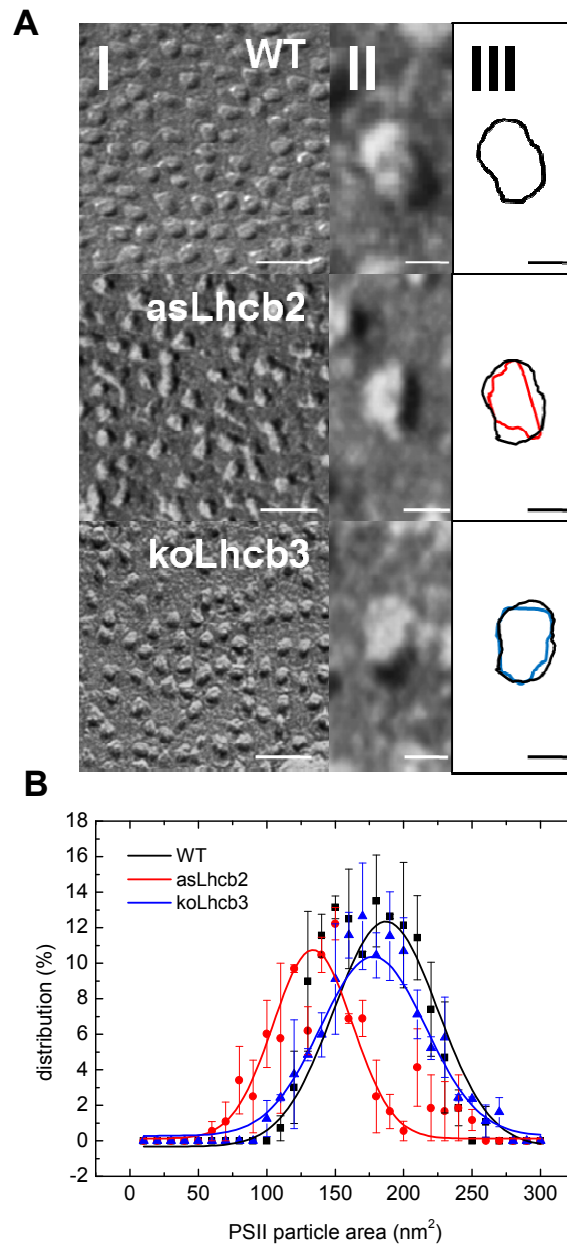 A
I
WT
II
III
asLhcb2
koLhcb3
B
18
16
14
12
10
8
6
4
2
0
-2
WT
asLhcb2
koLhcb3
distribution (%)
0
50
100
150
200
250
300
PSII particle area (nm²)